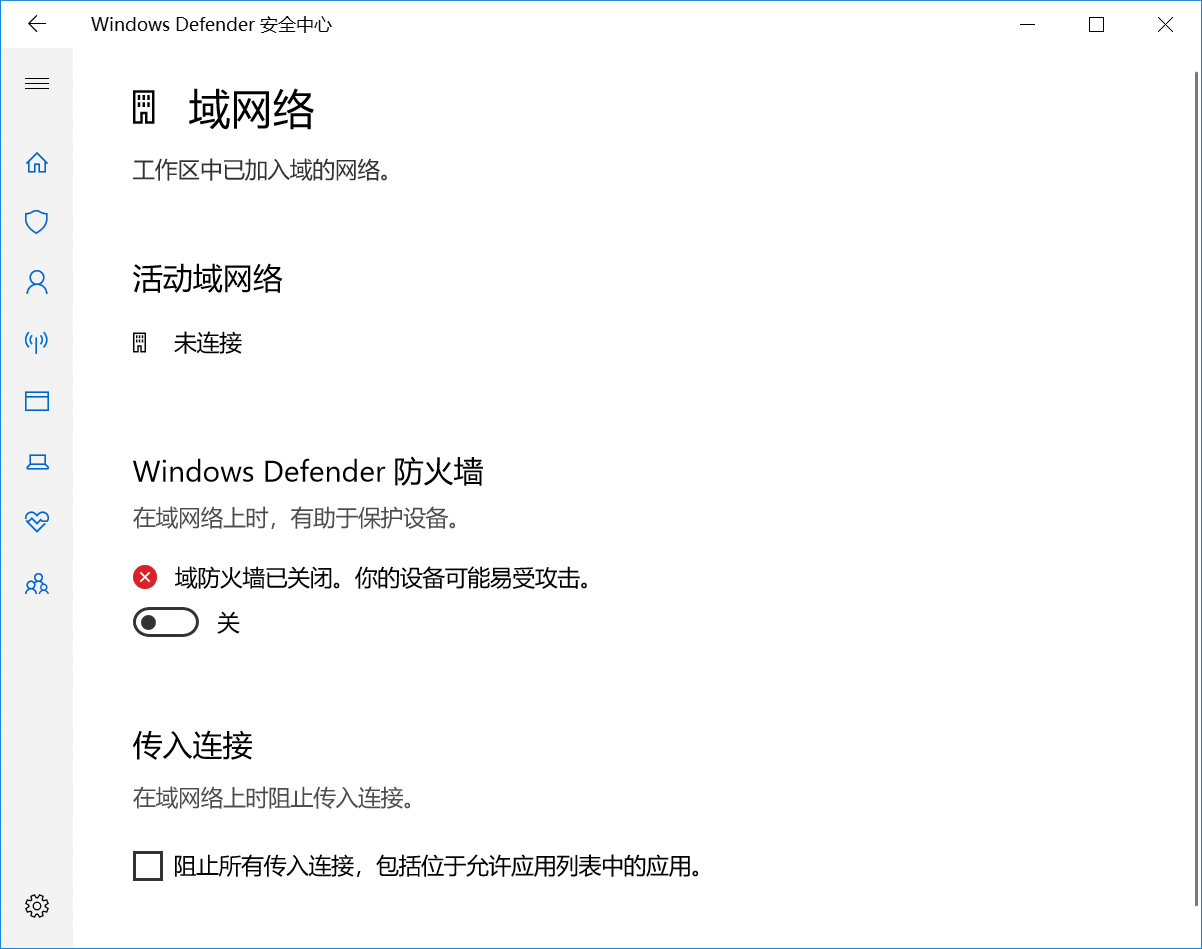 Windows Defender 安全中心
域网络
工作区中已加入域的网络。
活动域网络
未连接
Windows Defender 防火墙
在域网络上时，有助于保护设备。
域防火墙已关闭。你的设备可能易受攻击。
关
传入连接
在域网络上时阻止传入连接。
阻止所有传入连接，包括位于允许应用列表中的应用。